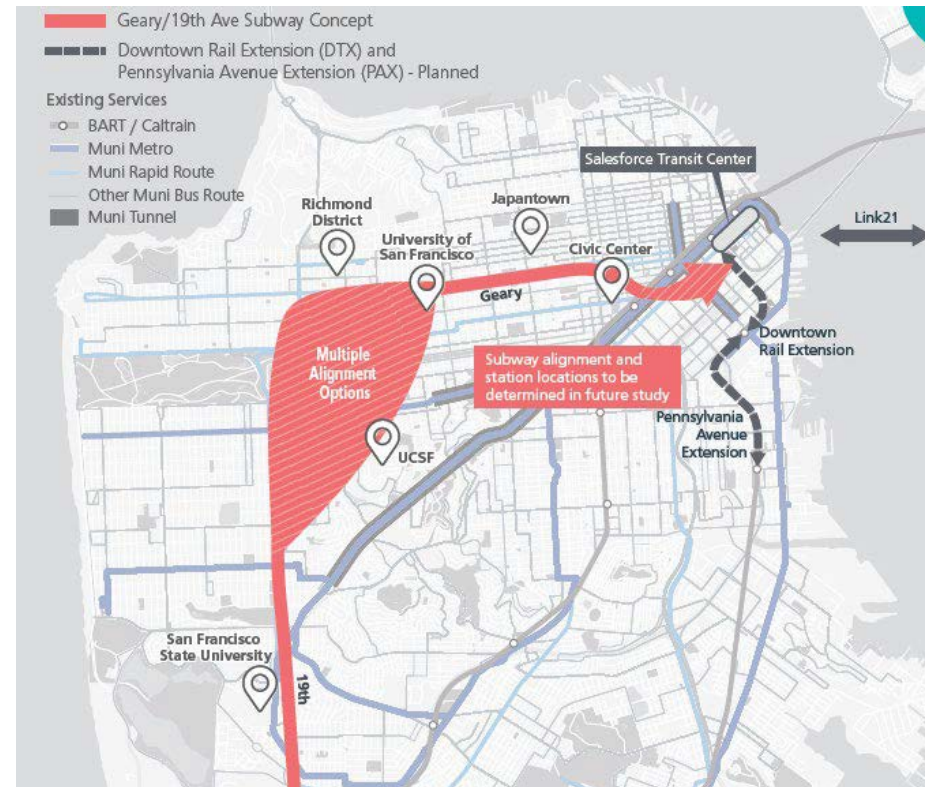 Geary/19th Ave Subway Concept
Downtown Rail Extension (DTX) and
Pennsylvania Avenue Extension (PAX) - Planned
Existing Services
BART / Caltrain
Muni Metro
Muni Rapid Route
Other Muni Bus Route
Muni Tunnel
Salesforce Transit Center
Richmond
District
Japantown
University of
San Francisco
Civic Center
Link21
Geary
Multiple
Alignment
Options
Subway alignment and
station locations to be
determined in future study
Downtown
Rail Extension
Pennsylvania
Avenue
Extension
UCSF
San Francisco
State University
19th